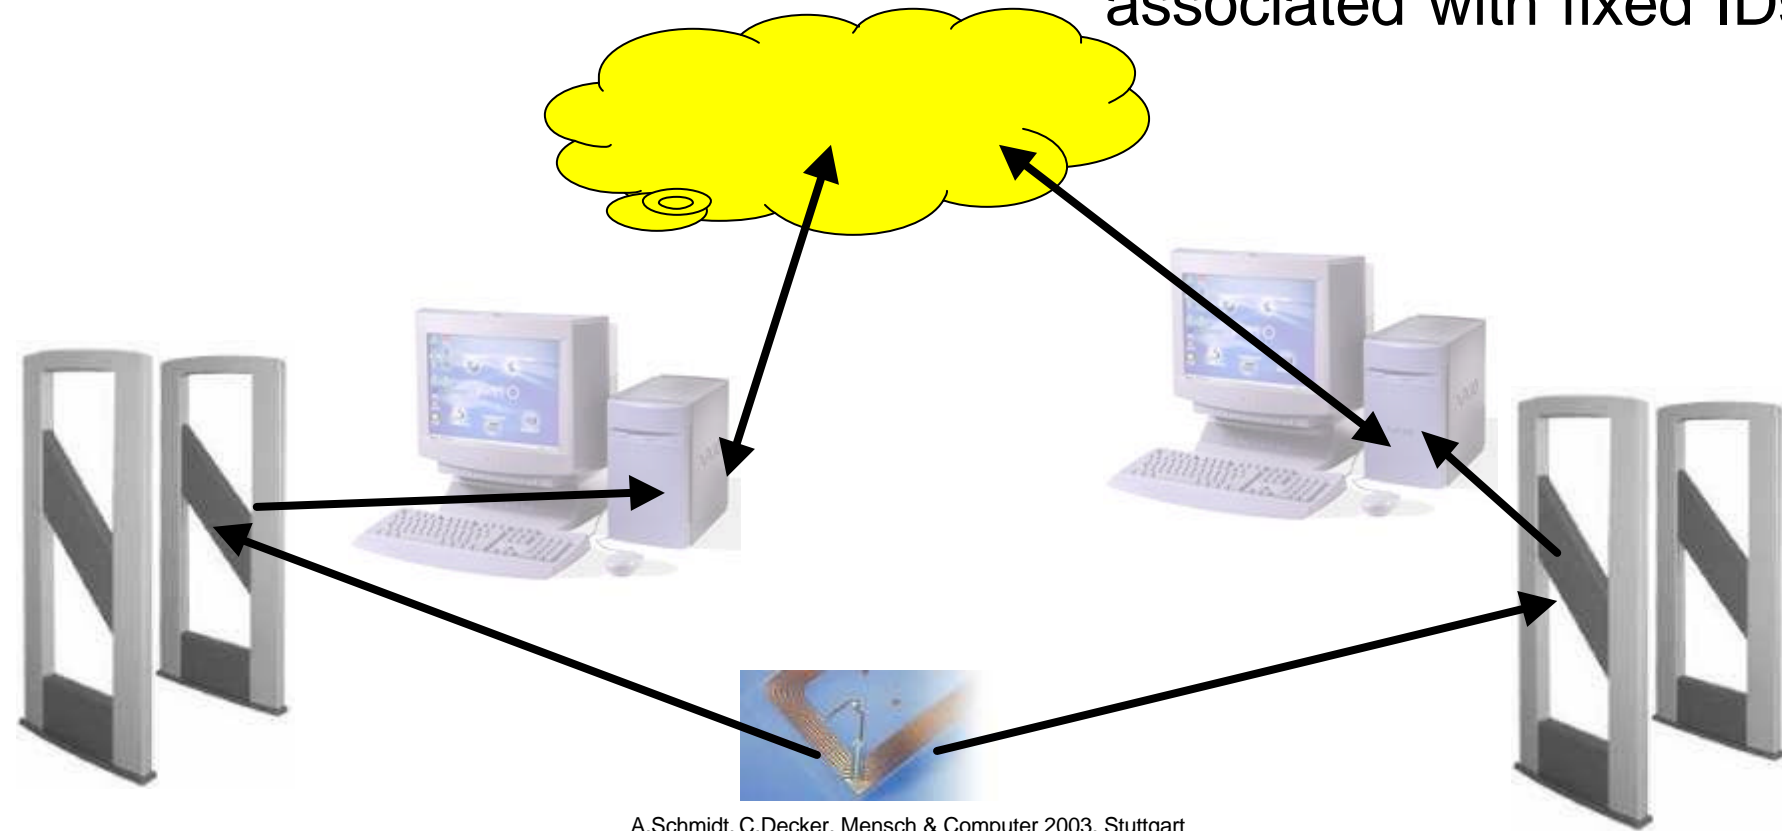 associated with fixed IDs
A.Schmidt, C.Decker, Mensch & Computer 2003, Stuttgart